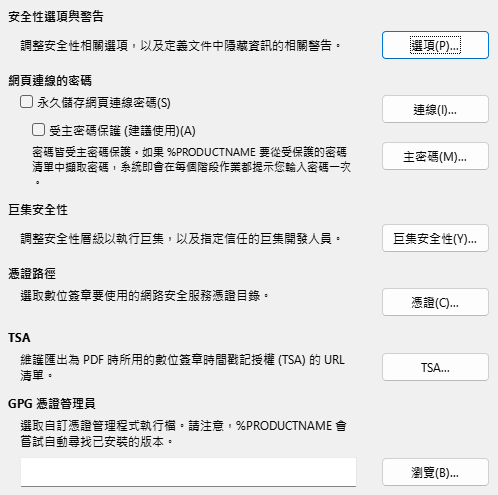 安全性選項與警告
調整安全性相關選項，以及定義文件中隱藏資訊的相關警告。
選項(P)...
網頁連線的密碼
永久儲存網頁連線密碼(S)
連線(I)...
受主密碼保護 (建議使用)(A)
密碼皆受主密碼保護。如果 %PRODUCTNAME 要從受保護的密碼
清單中擷取密碼，系統即會在每個階段作業都提示您輸入密碼一次
。
主密碼(M)...
巨集安全性
調整安全性層級以執行巨集，以及指定信任的巨集開發人員。
巨集安全性(Y)...
憑證路徑
選取數位簽章要使用的網路安全服務憑證目錄。
憑證(C)...
TSA
維護匯出為 PDF 時所用的數位簽章時間戳記授權 (TSA) 的 URL
清單。
TSA...
GPG 憑證管理員
選取自訂憑證管理程式執行檔。請注意，%PRODUCTNAME 會
嘗試自動尋找已安裝的版本。
瀏覽(B)...